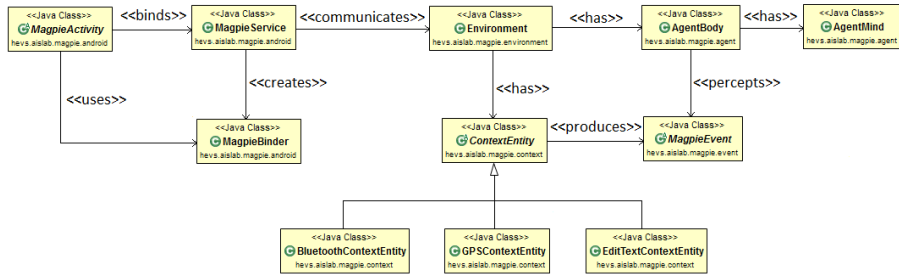 <<Java Class>>
MagpieActivity
hevs.aislab.magpie.android
<<binds>>
<<Java Class>>
MagpieService
hevs.aislab.magpie.android
<<communicates>>
<<Java Class>>
Environment
hevs.aislab.magpie.environment
<<has>>
<<Java Class>>
AgentBody
hevs.aislab.magpie.agent
<<has>>
<<Java Class>>
AgentMind
hevs.aislab.magpie.agent
<<uses>>
<<creates>>
<<has>>
<<percepts>>
<<Java Class>>
MagpieBinder
hevs.aislab.magpie.android
<<Java Class>>
ContextEntity
hevs.aislab.magpie.context
<<produces>>
<<Java Class>>
MagpieEvent
hevs.aislab.magpie.event
<<Java Class>>
BluetoothContextEntity
hevs.aislab.magpie.context
<<Java Class>>
GPSContextEntity
hevs.aislab.magpie.context
<<Java Class>>
EditTextContextEntity
hevs.aislab.magpie.context